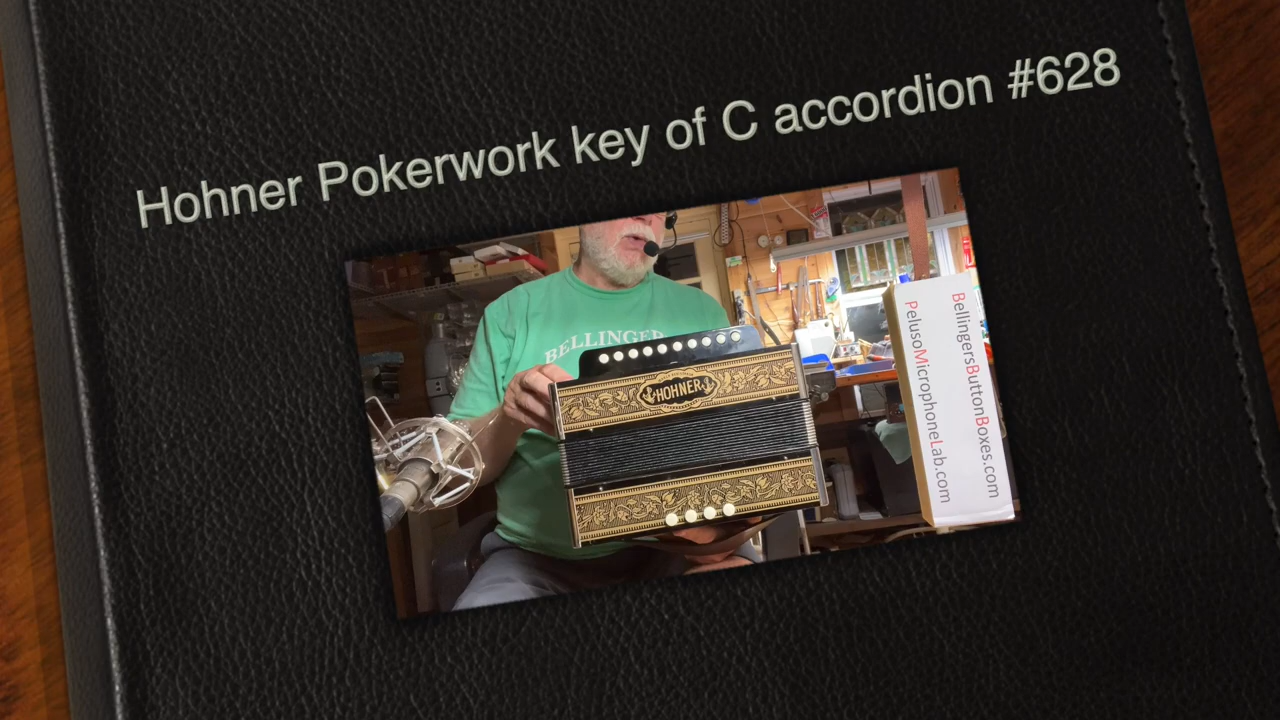 Hohner Pokerwork key of C accordion #628
BELLINGER
HOHNER
BellingersButtonBoxes.com
PelusoMicrophoneLab.com